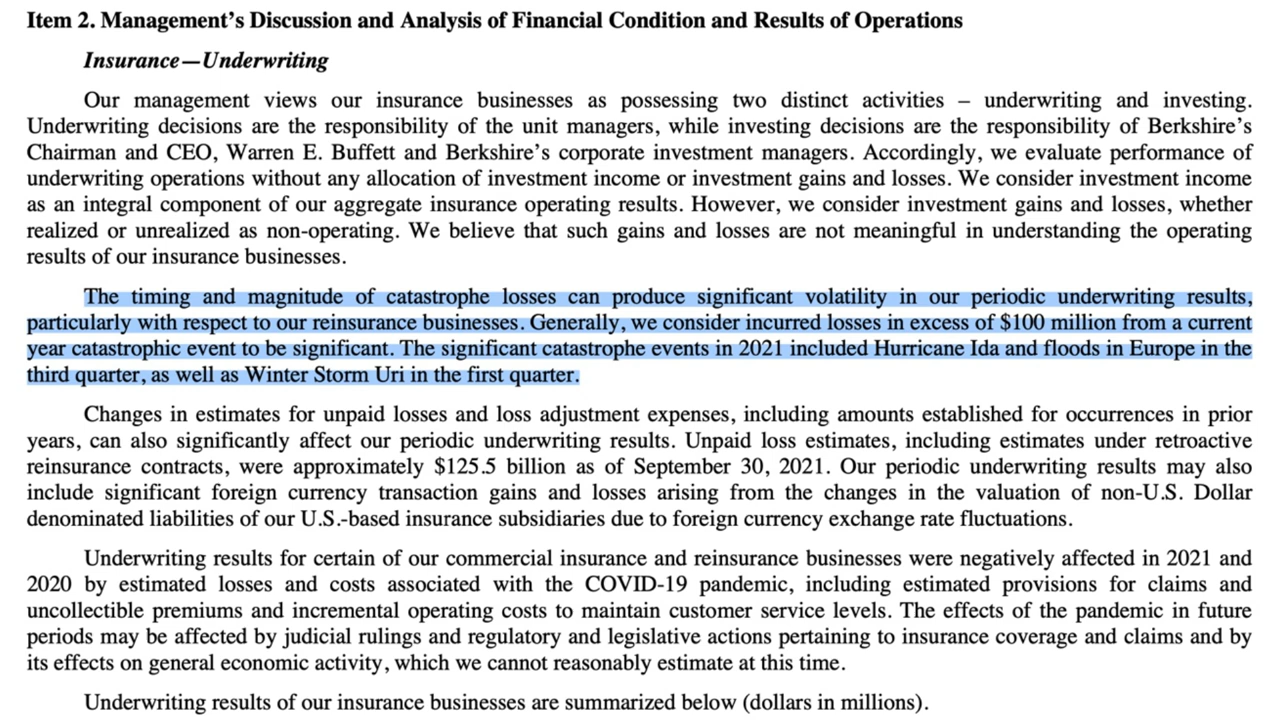 Item 2. Management’s Discussion and Analysis of Financial Condition and Results of Operations
Insurance—Underwriting
Our management views our insurance businesses as possessing two distinct activities – underwriting and investing.
Underwriting decisions are the responsibility of the unit managers, while investing decisions are the responsibility of Berkshire’s
Chairman and CEO, Warren E. Buffett and Berkshire’s corporate investment managers. Accordingly, we evaluate performance of
underwriting operations without any allocation of investment income or investment gains and losses. We consider investment income
as an integral component of our aggregate insurance operating results. However, we consider investment gains and losses, whether
realized or unrealized as non-operating. We believe that such gains and losses are not meaningful in understanding the operating
results of our insurance businesses.
The timing and magnitude of catastrophe losses can produce significant volatility in our periodic underwriting results,
particularly with respect to our reinsurance businesses. Generally, we consider incurred losses in excess of $100 million from a current
year catastrophic event to be significant. The significant catastrophe events in 2021 included Hurricane Ida and floods in Europe in the
third quarter, as well as Winter Storm Uri in the first quarter.
Changes in estimates for unpaid losses and loss adjustment expenses, including amounts established for occurrences in prior
years, can also significantly affect our periodic underwriting results. Unpaid loss estimates, including estimates under retroactive
reinsurance contracts, were approximately $125.5 billion as of September 30, 2021. Our periodic underwriting results may also
include significant foreign currency transaction gains and losses arising from the changes in the valuation of non-U.S. Dollar
denominated liabilities of our U.S.-based insurance subsidiaries due to foreign currency exchange rate fluctuations.
Underwriting results for certain of our commercial insurance and reinsurance businesses were negatively affected in 2021 and
2020 by estimated losses and costs associated with the COVID-19 pandemic, including estimated provisions for claims and
uncollectible premiums and incremental operating costs to maintain customer service levels. The effects of the pandemic in future
periods may be affected by judicial rulings and regulatory and legislative actions pertaining to insurance coverage and claims and by
its effects on general economic activity, which we cannot reasonably estimate at this time.
Underwriting results of our insurance businesses are summarized below (dollars in millions).